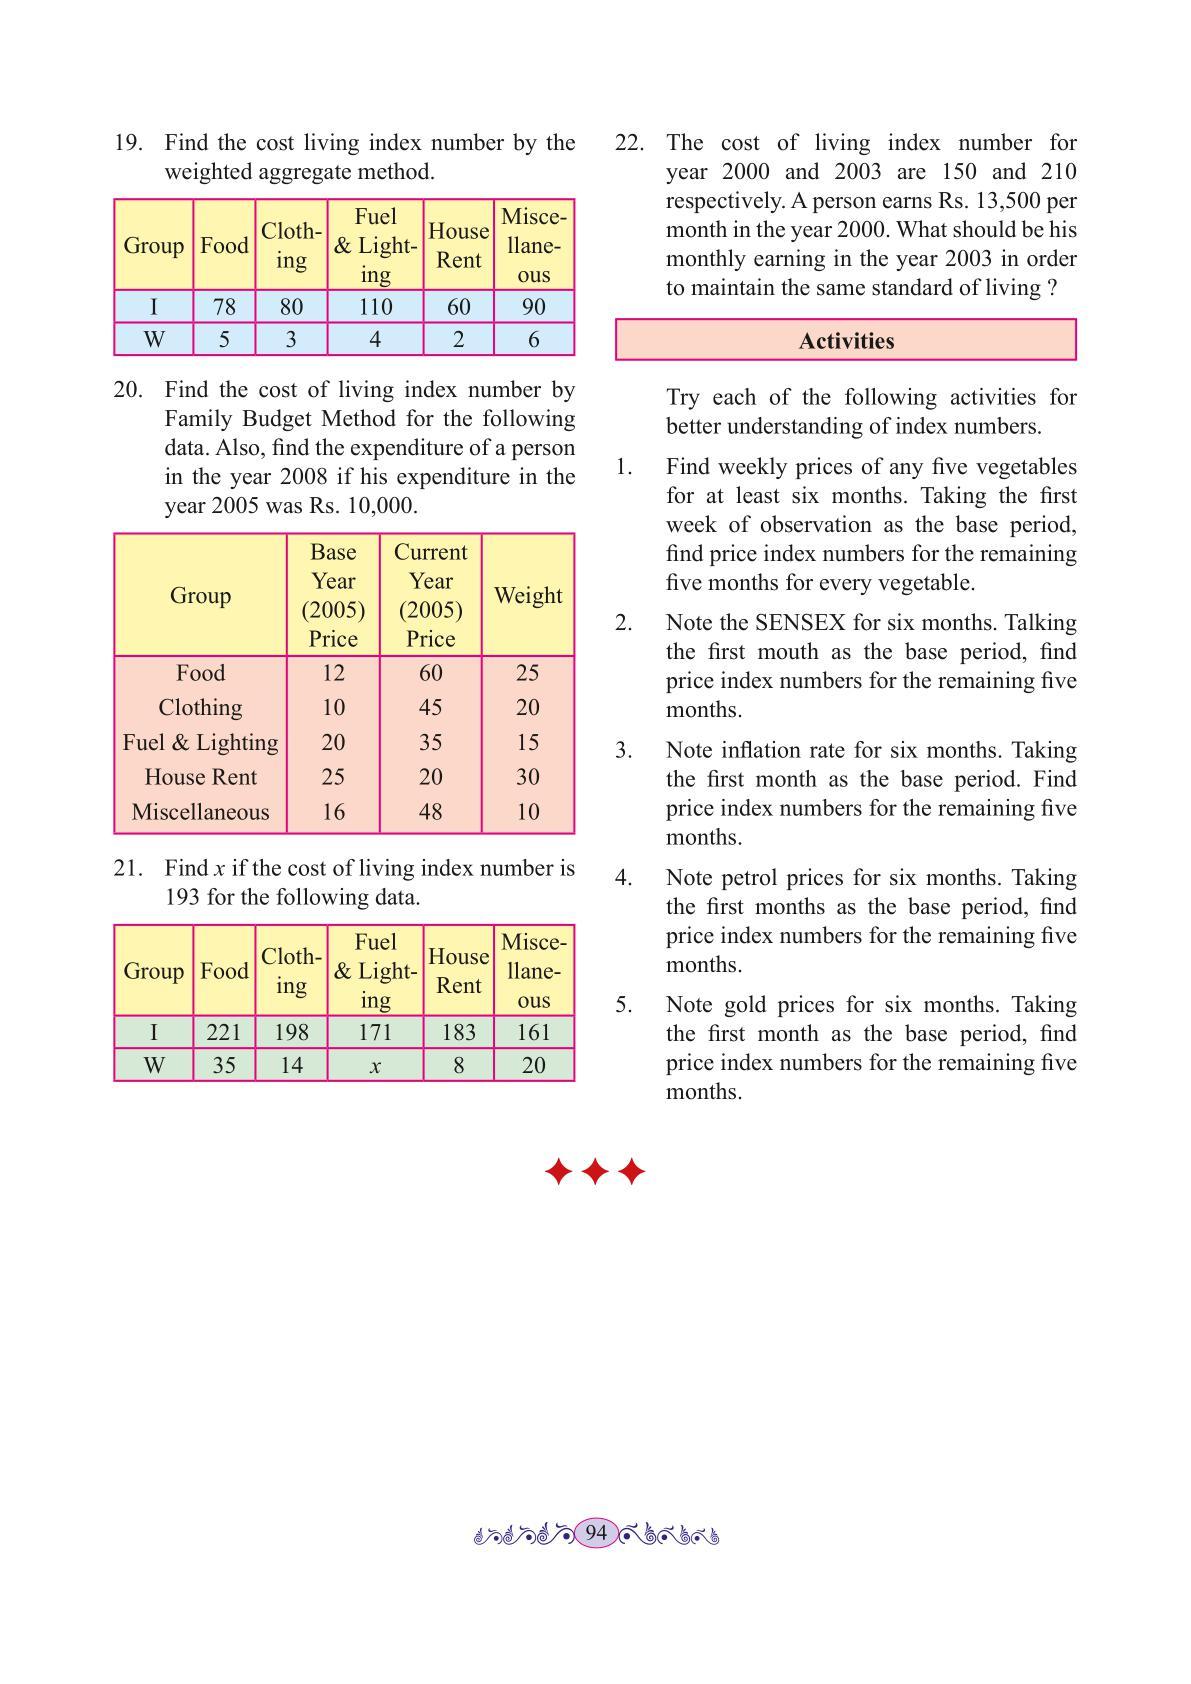 19. Find the cost living index number by the
weighted aggregate method.
Group Food Cloth-ing Fuel & Light-ing House Rent Misce-llane-ous
I 78 80 110 60 90
W 5 3 4 2 6
20. Find the cost of living index number by
Family Budget Method for the following
data. Also, find the expenditure of a person
in the year 2008 if his expenditure in the
year 2005 was Rs. 10,000.
Group Base Year (2005) Price Current Year (2005) Price Weight
Food 12 60 25
Clothing 10 45 20
Fuel & Lighting 20 35 15
House Rent 25 20 30
Miscellaneous 16 48 10
21. Find x if the cost of living index number is
193 for the following data.
Group Food Cloth-ing Fuel & Light-ing House Rent Misce-llane-ous
I 221 198 171 183 161
W 35 14 x 8 20
22. The cost of living index number for
year 2000 and 2003 are 150 and 210
respectively. A person earns Rs. 13,500 per
month in the year 2000. What should be his
monthly earning in the year 2003 in order
to maintain the same standard of living ?
Activities
Try each of the following activities for
better understanding of index numbers.
1. Find weekly prices of any five vegetables
for at least six months. Taking the first
week of observation as the base period,
find price index numbers for the remaining
five months for every vegetable.
2. Note the SENSEX for six months. Talking
the first mouth as the base period, find
price index numbers for the remaining five
months.
3. Note inflation rate for six months. Taking
the first month as the base period. Find
price index numbers for the remaining five
months.
4. Note petrol prices for six months. Taking
the first months as the base period, find
price index numbers for the remaining five
months.
5. Note gold prices for six months. Taking
the first month as the base period, find
price index numbers for the remaining five
months.
94